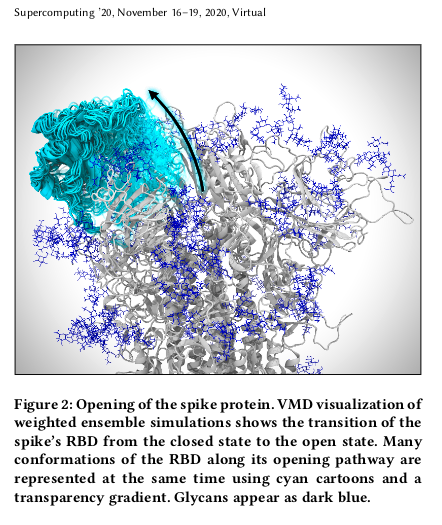 Supercomputing '20, November 16–19, 2020, Virtual
Figure 2: Opening of the spike protein. VMD visualization of
weighted ensemble simulations shows the transition of the
spike's RBD from the closed state to the open state. Many
conformations of the RBD along its opening pathway are
represented at the same time using cyan cartoons and a
transparency gradient. Glycans appear as dark blue.